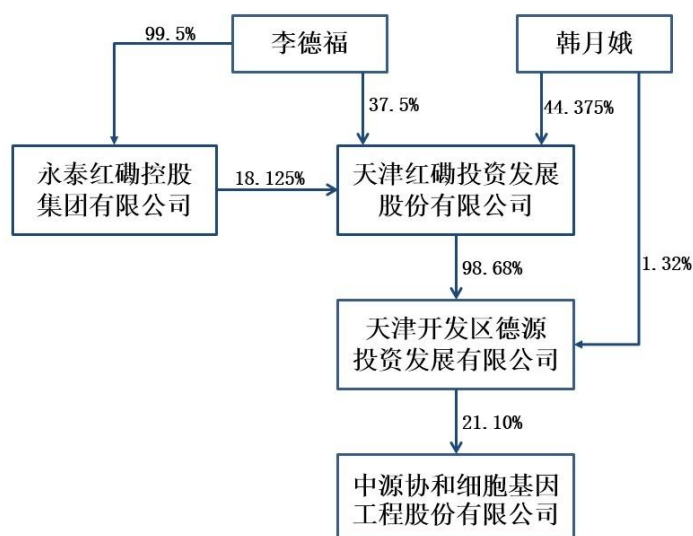 99.5%
李德福
韩月娥
37.5%
44.375%
永泰红磡控股
集团有限公司
18.125%
天津红磡投资发展
股份有限公司
98.68%
1.32%
天津开发区德源
投资发展有限公司
21.10%
中源协和细胞基因
工程股份有限公司